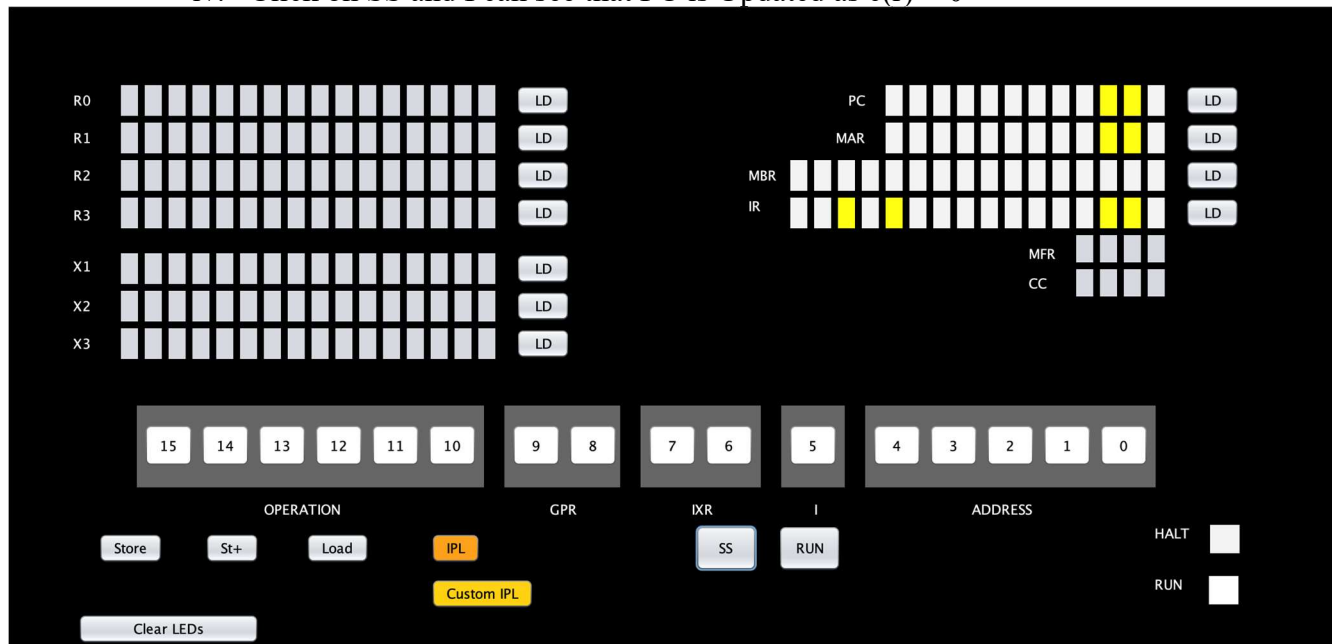 R0 LD PC LD
R1 LD MAR LD
R2 LD MBR LD
R3 LD IR LD
MFR
X1 LD
CC
X2 LD
X3 LD
15 14 13 12 11 10 9 8 7 6 5 4 3 2 1 0
OPERATION GPR IXR I ADDRESS
Store St+ Load IPL SS RUN HALT
Custom IPL RUN
Clear LEDs